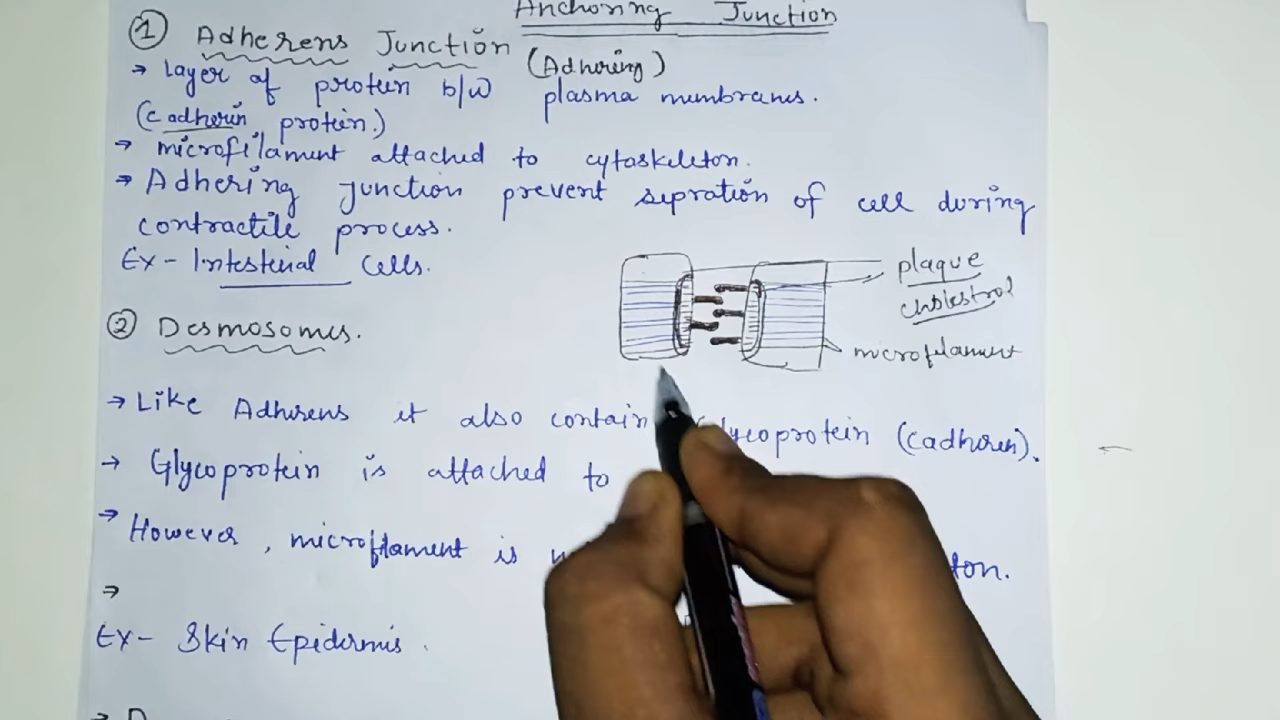 Anchoring Junction
① Adherens Junction (Adhering)
→ Layer of protein b/w plasma membranes.
(cadherin protein.)
→ microfilament attached to cytaskeleton.
→ Adhering Junction prevent sepration of cell during
contractile process.
Ex- Intestinal Cells.
plaque
cholestrol
microfilament
② Desmosomes.
→ Like Adherens it also contain Glycoprotein (cadheren).
→ Glycoprotein is attached to
→ However, microfilament is
→
Ex- Skin Epidermis.
→